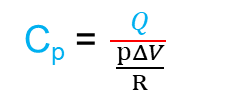 Cp = Q
pΔV
R